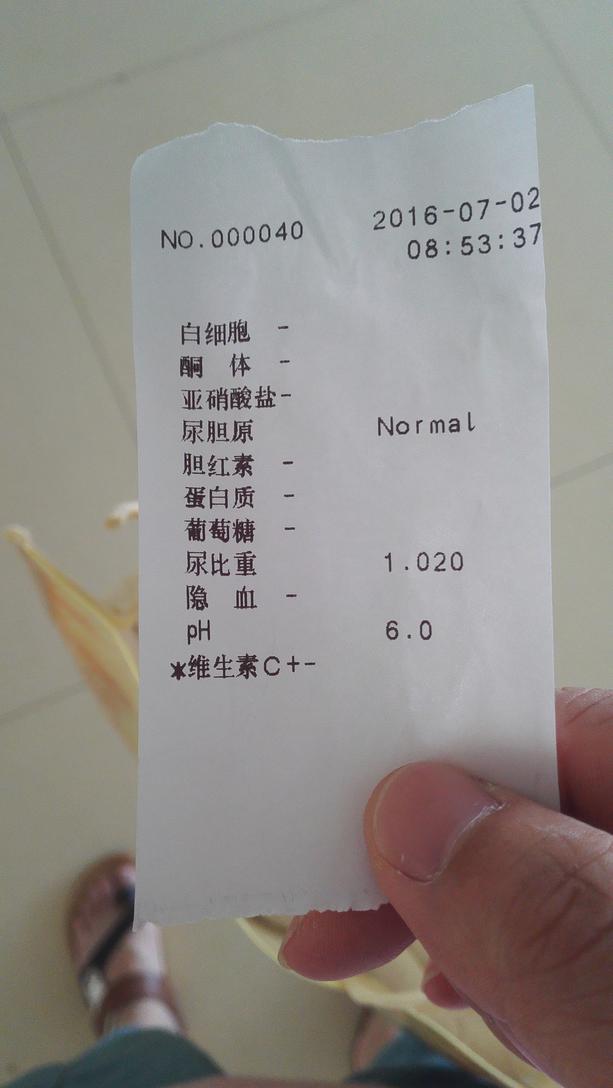 NO.000040 2016-07-02
08:53:37
白细胞 -
酮 体 -
亚硝酸盐-
尿胆原 Normal
胆红素 -
蛋白质 -
葡萄糖 -
尿比重 1.020
隐 血 -
pH 6.0
*维生素C+-